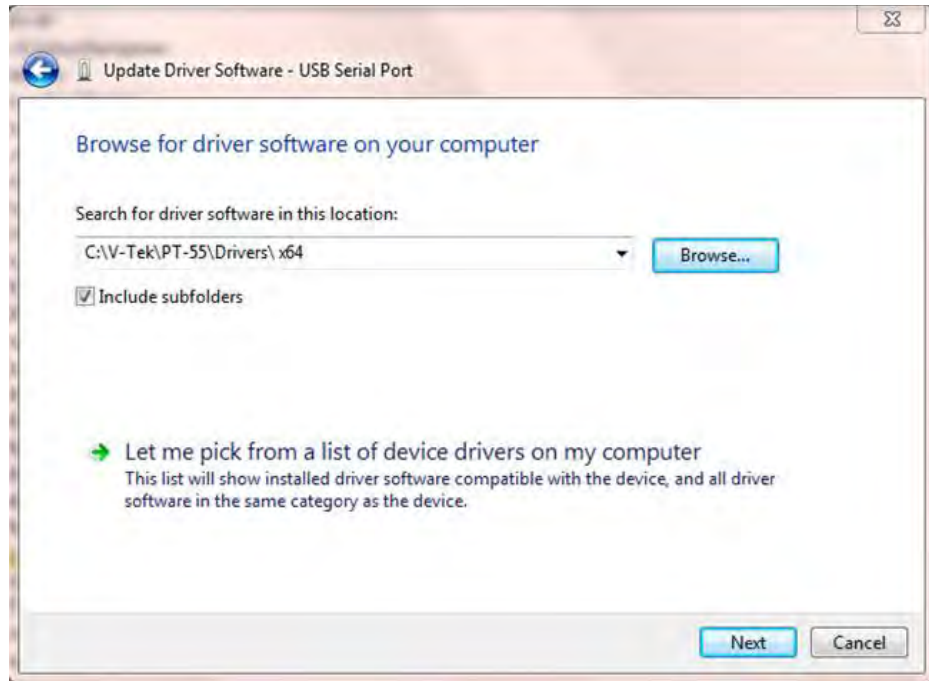 Update Driver Software - USB Serial Port
Browse for driver software on your computer
Search for driver software in this location:
C:\V-Tek\PT-55\Drivers\ x64
Browse...
Include subfolders
Let me pick from a list of device drivers on my computer
This list will show installed driver software compatible with the device, and all driver
software in the same category as the device.
Next
Cancel